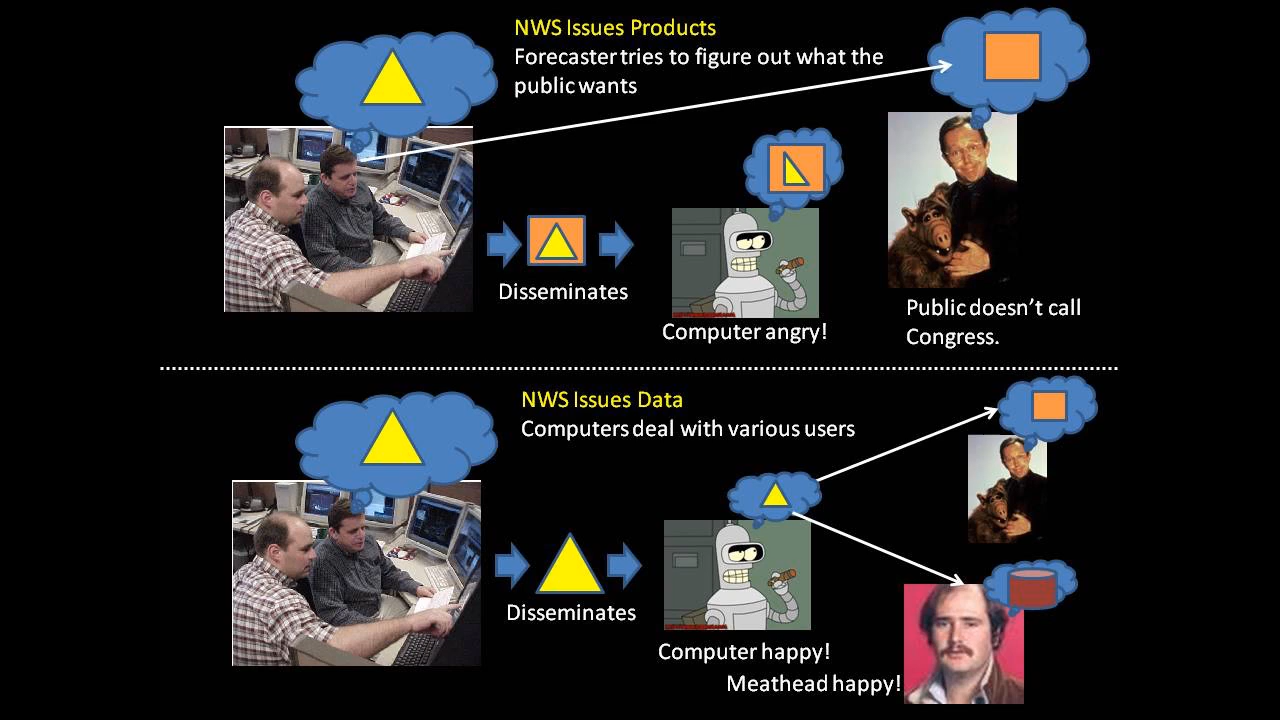 NWS Issues Products
Forecaster tries to figure out what the
public wants
Disseminates
Computer angry!
Public doesn't call
Congress.
NWS Issues Data
Computers deal with various users
Disseminates
Computer happy!
Meathead happy!